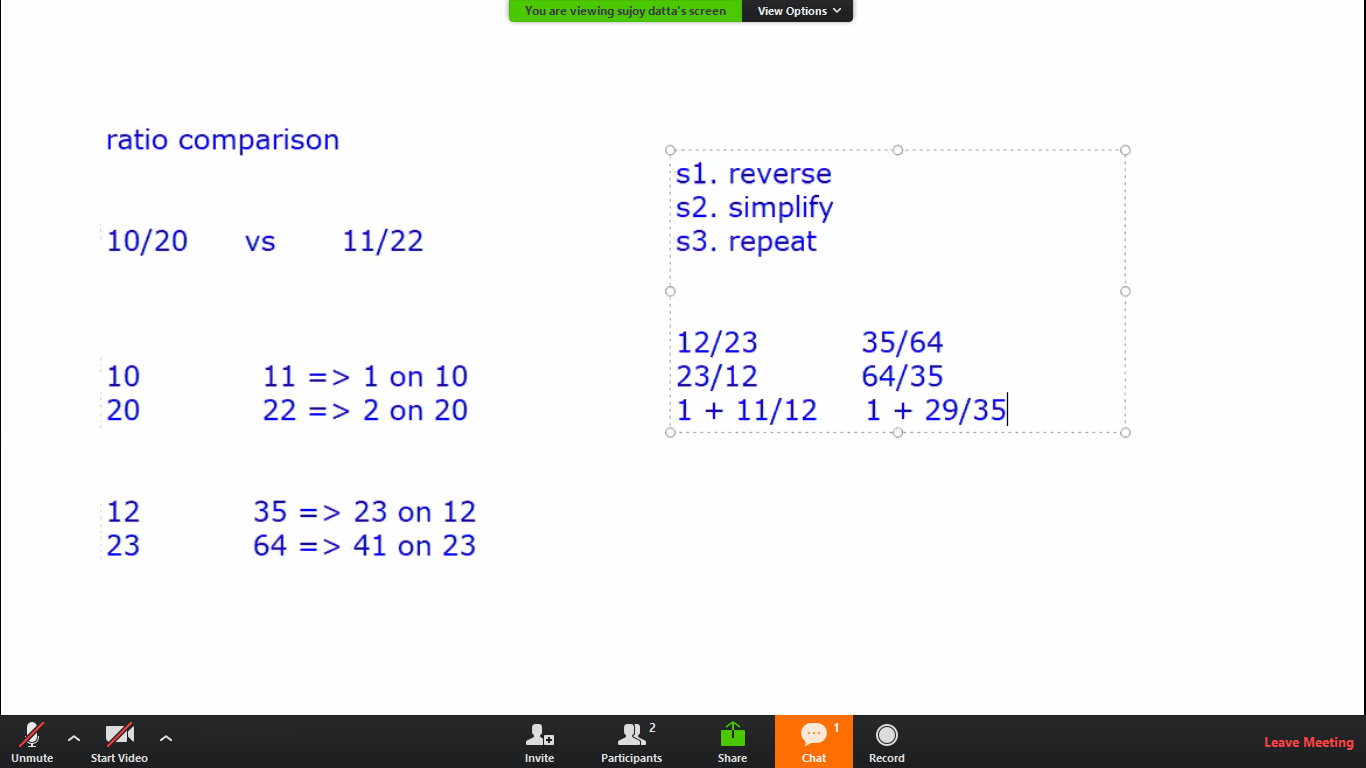 You are viewing sujoy datta's screen View Options
ratio comparison
10/20 vs 11/22
10 11 => 1 on 10
20 22 => 2 on 20
12 35 => 23 on 12
23 64 => 41 on 23
s1. reverse
s2. simplify
s3. repeat
12/23 35/64
23/12 64/35
1 + 11/12 1 + 29/35
Unmute Start Video Invite Participants 2 Share Chat 1 Record Leave Meeting